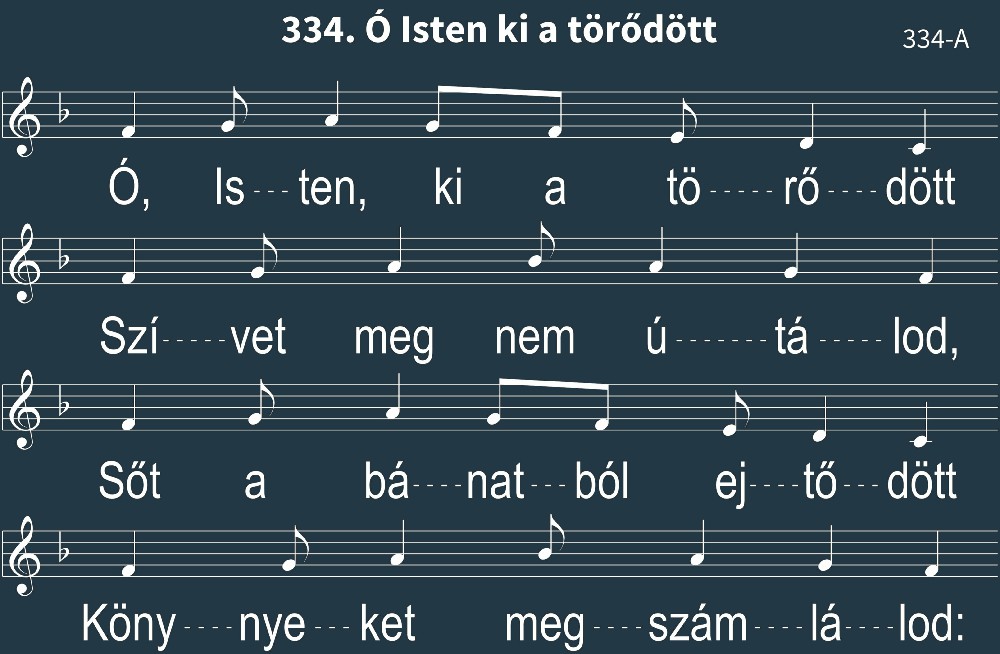 334. Ó Isten ki a törődött
334-A
Ó, Is---ten, ki a tö-----rő----dött
Szí-----vet meg nem ú-------tá-----lod,
Sőt a bá----nat---ból ej----tő---dött
Köny----nye---ket meg----szám----lá---lod: